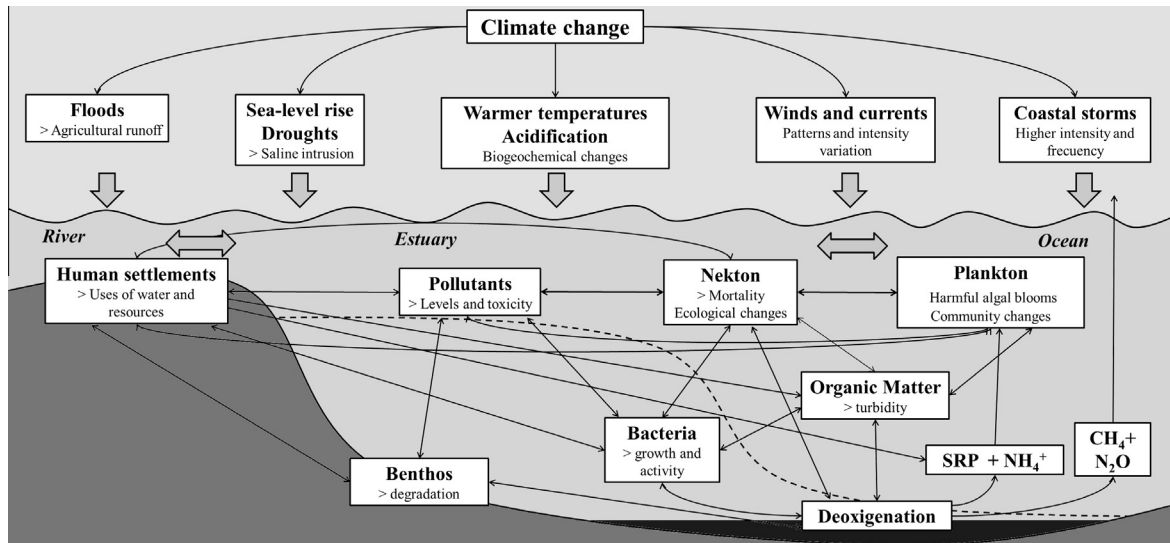 Climate change
Floods
> Agricultural runoff
Sea-level rise
Droughts
> Saline intrusion
Warmer temperatures
Acidification
Biogeochemical changes
Winds and currents
Patterns and intensity
variation
Coastal storms
Higher intensity and
frecuency
River
Estuary
Ocean
Human settlements
> Uses of water and
resources
Pollutants
> Levels and toxicity
Nekton
> Mortality
Ecological changes
Plankton
Harmful algal blooms
Community changes
Organic Matter
> turbidity
Bacteria
> growth and
activity
Benthos
> degradation
SRP + NH₄⁺
CH₄+
N₂O
Deoxigenation